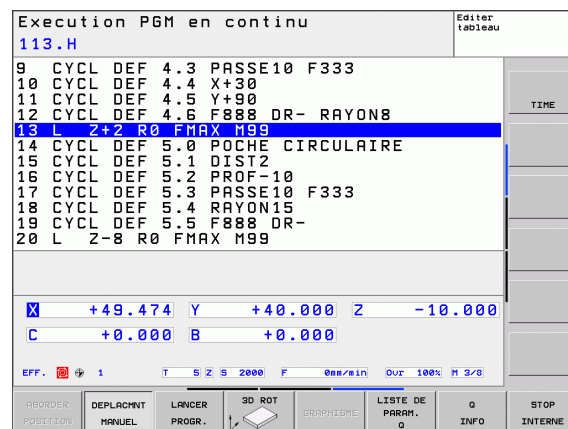 Execution PGM en continu
Editer tableau
113.H
9 CYCL DEF 4.3 PASSE10 F333
10 CYCL DEF 4.4 X+30
11 CYCL DEF 4.5 Y+90
12 CYCL DEF 4.6 F888 DR- RAYON8
13 L Z+2 R0 FMAX M99
14 CYCL DEF 5.0 POCHE CIRCULAIRE
15 CYCL DEF 5.1 DIST2
16 CYCL DEF 5.2 PROF-10
17 CYCL DEF 5.3 PASSE10 F333
18 CYCL DEF 5.4 RAYON15
19 CYCL DEF 5.5 F888 DR-
20 L Z-8 R0 FMAX M99
TIME
X +49.474 Y +40.000 Z -10.000
C +0.000 B +0.000
EFF. 1 T 5 Z S 2000 F 0mm/min Ovr 100% M 3/8
ABORDER POSITION
DEPLACMNT MANUEL
LANCER PROGR.
3D ROT
GRAPHISME
LISTE DE PARAM. Q
Q INFO
STOP INTERNE